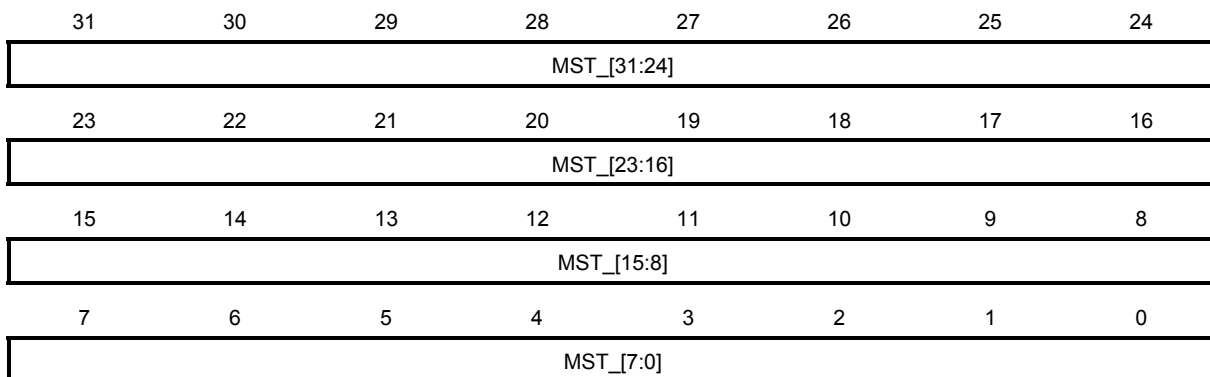 31 30 29 28 27 26 25 24
MST_[31:24]
23 22 21 20 19 18 17 16
MST_[23:16]
15 14 13 12 11 10 9 8
MST_[15:8]
7 6 5 4 3 2 1 0
MST_[7:0]